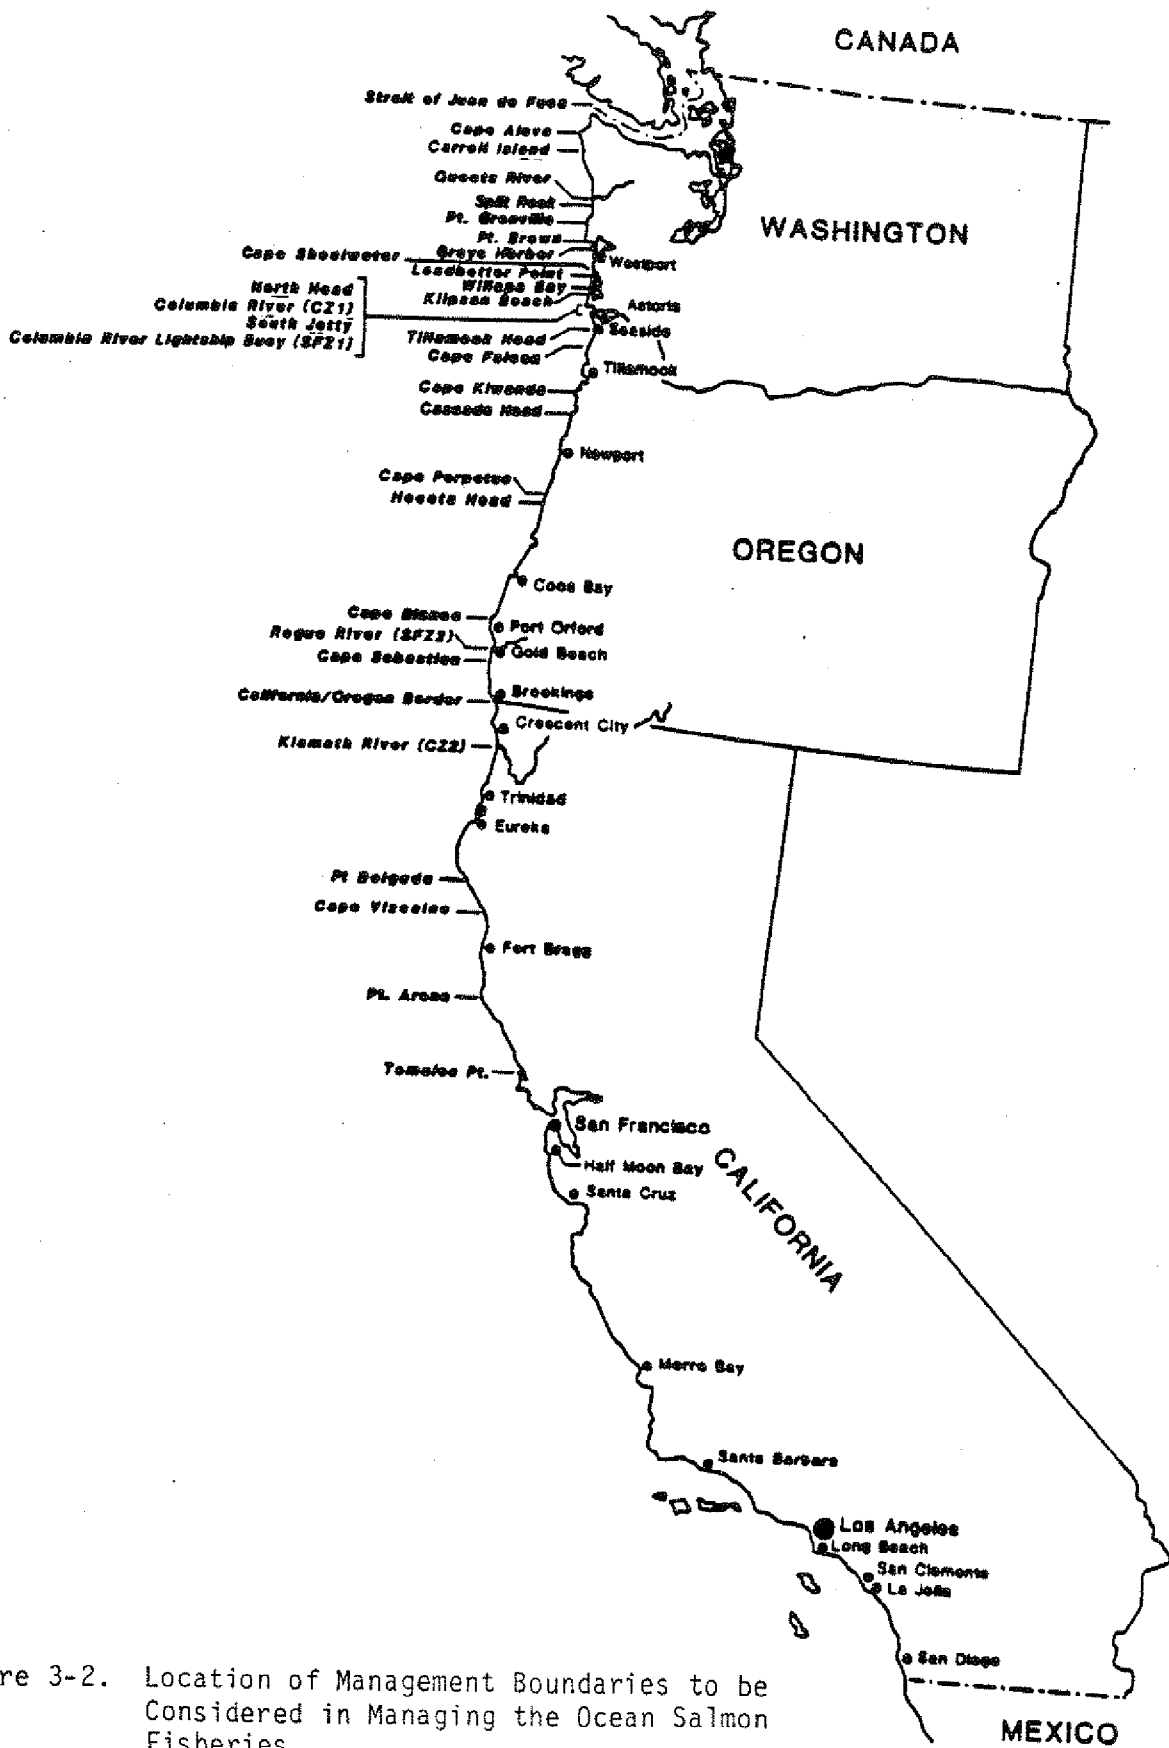 CANADA
Strait of Juan de Fuca
Cape Alava
Carroll Island
Queets River
Split Rock
Pt. Grenville
Pt. Brown
WASHINGTON
Cape Shoalwater
Grays Harbor
Westport
Leadbetter Point
Willapa Bay
Klipsan Beach
North Head
Columbia River (CZ1)
South Jetty
Columbia River Lightship Buoy (SFZ1)
Astoria
Seaside
Tillamook Head
Cape Falcon
Tillamook
Cape Kiwanda
Cascade Head
Newport
Cape Perpetua
Heceta Head
OREGON
Coos Bay
Cape Blanco
Port Orford
Rogue River (SFZ2)
Gold Beach
Cape Sebastian
Brookings
California/Oregon Border
Crescent City
Klamath River (CZ2)
Trinidad
Eureka
Pt Delgada
Cape Vizcaino
Fort Bragg
Pt. Arena
Tomales Pt.
San Francisco
Half Moon Bay
CALIFORNIA
Santa Cruz
Morro Bay
Santa Barbara
Los Angeles
Long Beach
San Clemente
La Jolla
San Diego
MEXICO
re 3-2. Location of Management Boundaries to be
Considered in Managing the Ocean Salmon
Fisheries